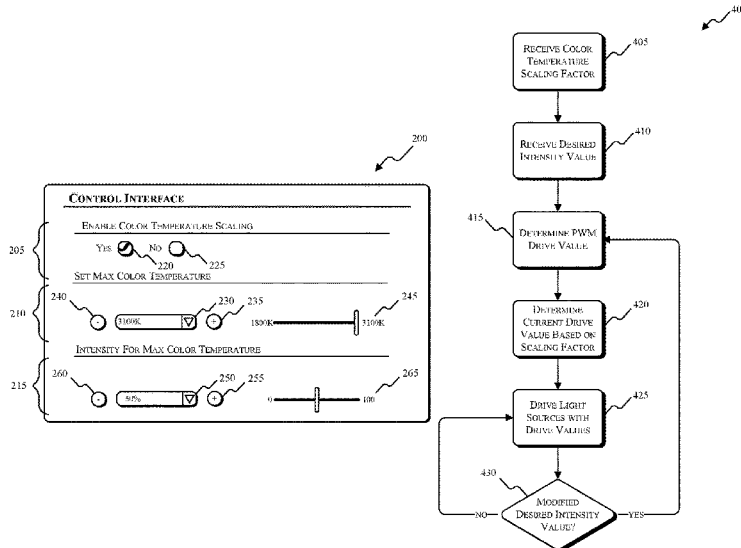 40
200
CONTROL INTERFACE
205
ENABLE COLOR TEMPERATURE SCALING
YES NO
220 225
SET MAX COLOR TEMPERATURE
210
240 230 235 245
- 3100K + 1800K 3100K
INTENSITY FOR MAX COLOR TEMPERATURE
215
260 250 255 265
- 50% + 0 100
RECEIVE COLOR
TEMPERATURE
SCALING FACTOR
405
RECEIVE DESIRED
INTENSITY VALUE
410
415
DETERMINE PWM
DRIVE VALUE
DETERMINE
CURRENT DRIVE
VALUE BASED ON
SCALING FACTOR
420
DRIVE LIGHT
SOURCES WITH
DRIVE VALUES
425
430
MODIFIED
DESIRED INTENSITY
VALUE?
NO YES